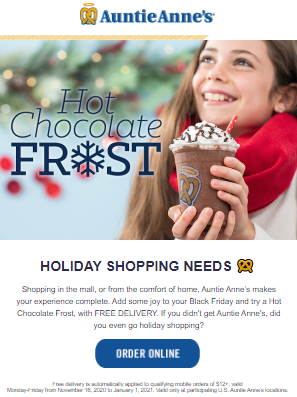 Auntie Anne's®
Hot
Chocolate
FROST
HOLIDAY SHOPPING NEEDS 🥨
Shopping in the mall, or from the comfort of home, Auntie Anne's makes
your experience complete. Add some joy to your Black Friday and try a Hot
Chocolate Frost, with FREE DELIVERY. If you didn't get Auntie Anne's, did
you even go holiday shopping?
ORDER ONLINE
Free delivery is automatically applied to qualifying mobile orders of $12+, valid
Monday-Friday from November 16, 2020 to January 1, 2021. Valid only at participating U.S. Auntie Anne's locations.